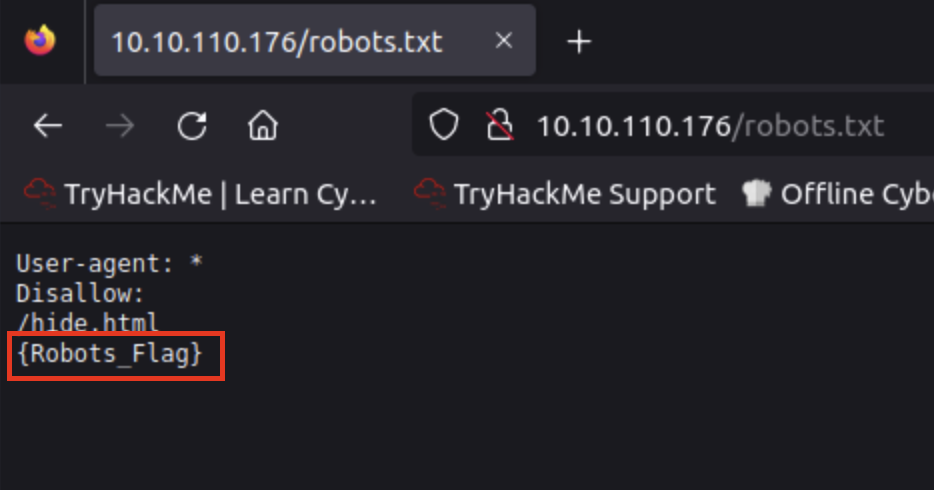 10.10.110.176/robots.txt
10.10.110.176/robots.txt
TryHackMe | Learn Cy... TryHackMe Support Offline Cyb
User-agent: *
Disallow:
/hide.html
{Robots_Flag}